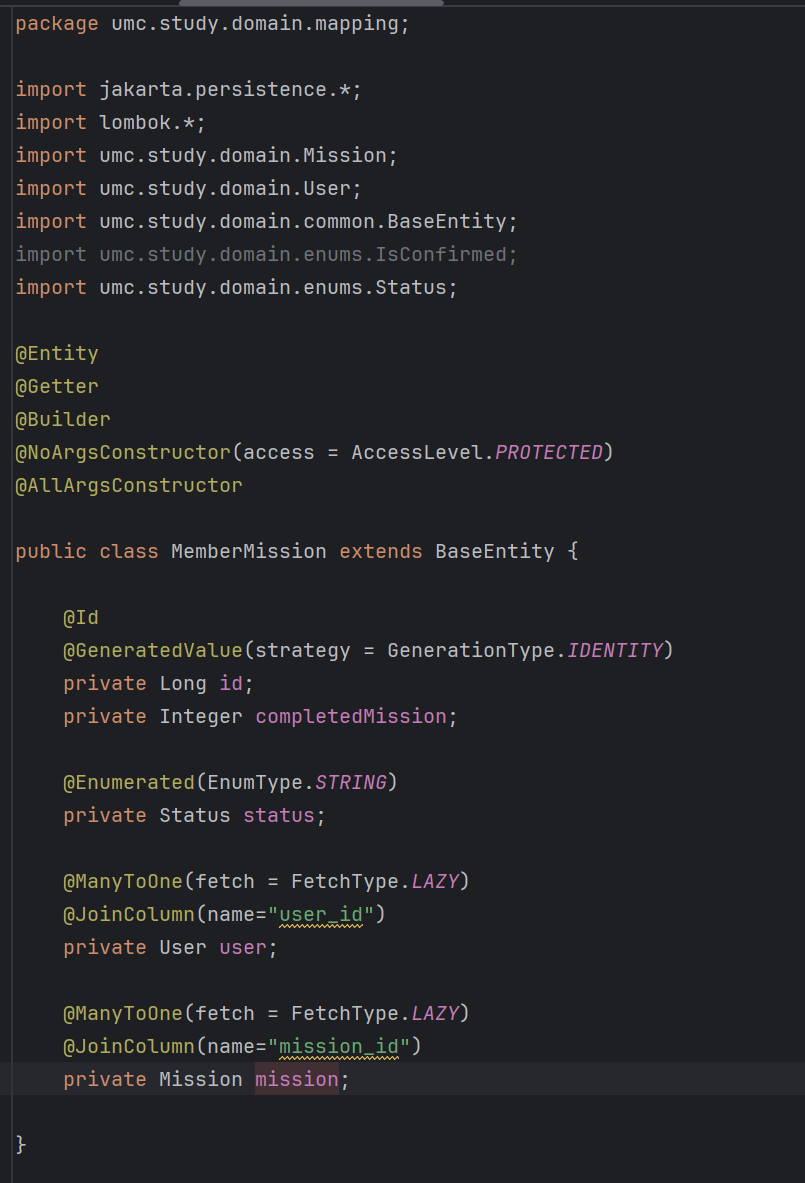 package umc.study.domain.mapping;
import jakarta.persistence.*;
import lombok.*;
import umc.study.domain.Mission;
import umc.study.domain.User;
import umc.study.domain.common.BaseEntity;
import umc.study.domain.enums.IsConfirmed;
import umc.study.domain.enums.Status;
@Entity
@Getter
@Builder
@NoArgsConstructor(access = AccessLevel.PROTECTED)
@AllArgsConstructor
public class MemberMission extends BaseEntity {
@Id
@GeneratedValue(strategy = GenerationType.IDENTITY)
private Long id;
private Integer completedMission;
@Enumerated(EnumType.STRING)
private Status status;
@ManyToOne(fetch = FetchType.LAZY)
@JoinColumn(name="user_id")
private User user;
@ManyToOne(fetch = FetchType.LAZY)
@JoinColumn(name="mission_id")
private Mission mission;
}